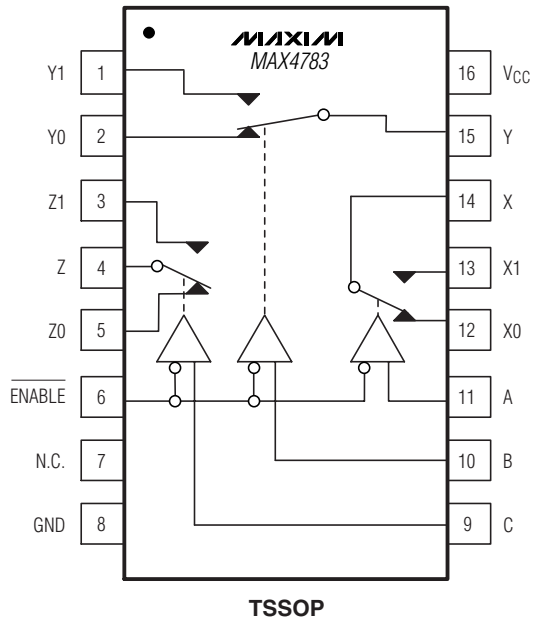 MAXIM
MAX4783
Y1 1
Y0 2
Z1 3
Z 4
Z0 5
ENABLE 6
N.C. 7
GND 8
16 VCC
15 Y
14 X
13 X1
12 X0
11 A
10 B
9 C
TSSOP